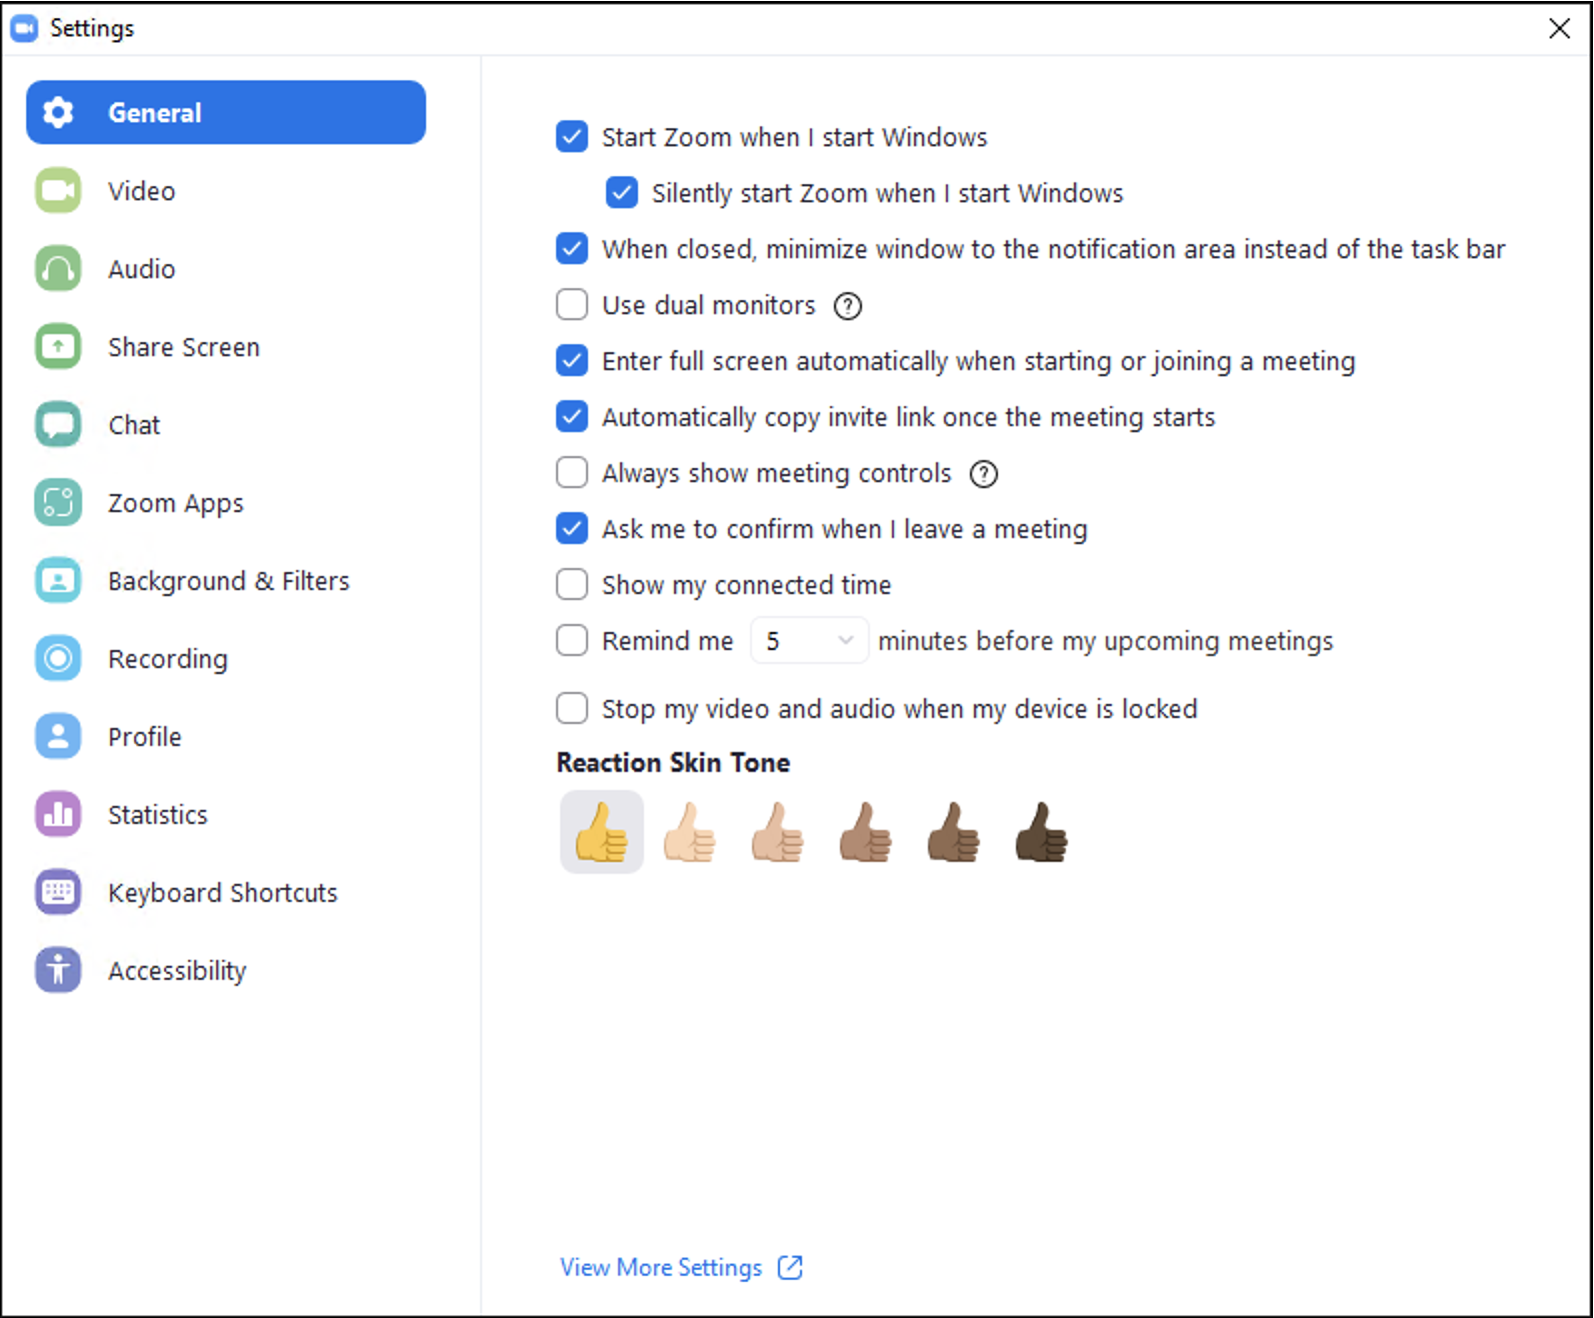 Settings
General
Video
Audio
Share Screen
Chat
Zoom Apps
Background & Filters
Recording
Profile
Statistics
Keyboard Shortcuts
Accessibility
Start Zoom when I start Windows
Silently start Zoom when I start Windows
When closed, minimize window to the notification area instead of the task bar
Use dual monitors ?
Enter full screen automatically when starting or joining a meeting
Automatically copy invite link once the meeting starts
Always show meeting controls ?
Ask me to confirm when I leave a meeting
Show my connected time
Remind me 5 minutes before my upcoming meetings
Stop my video and audio when my device is locked
Reaction Skin Tone
View More Settings